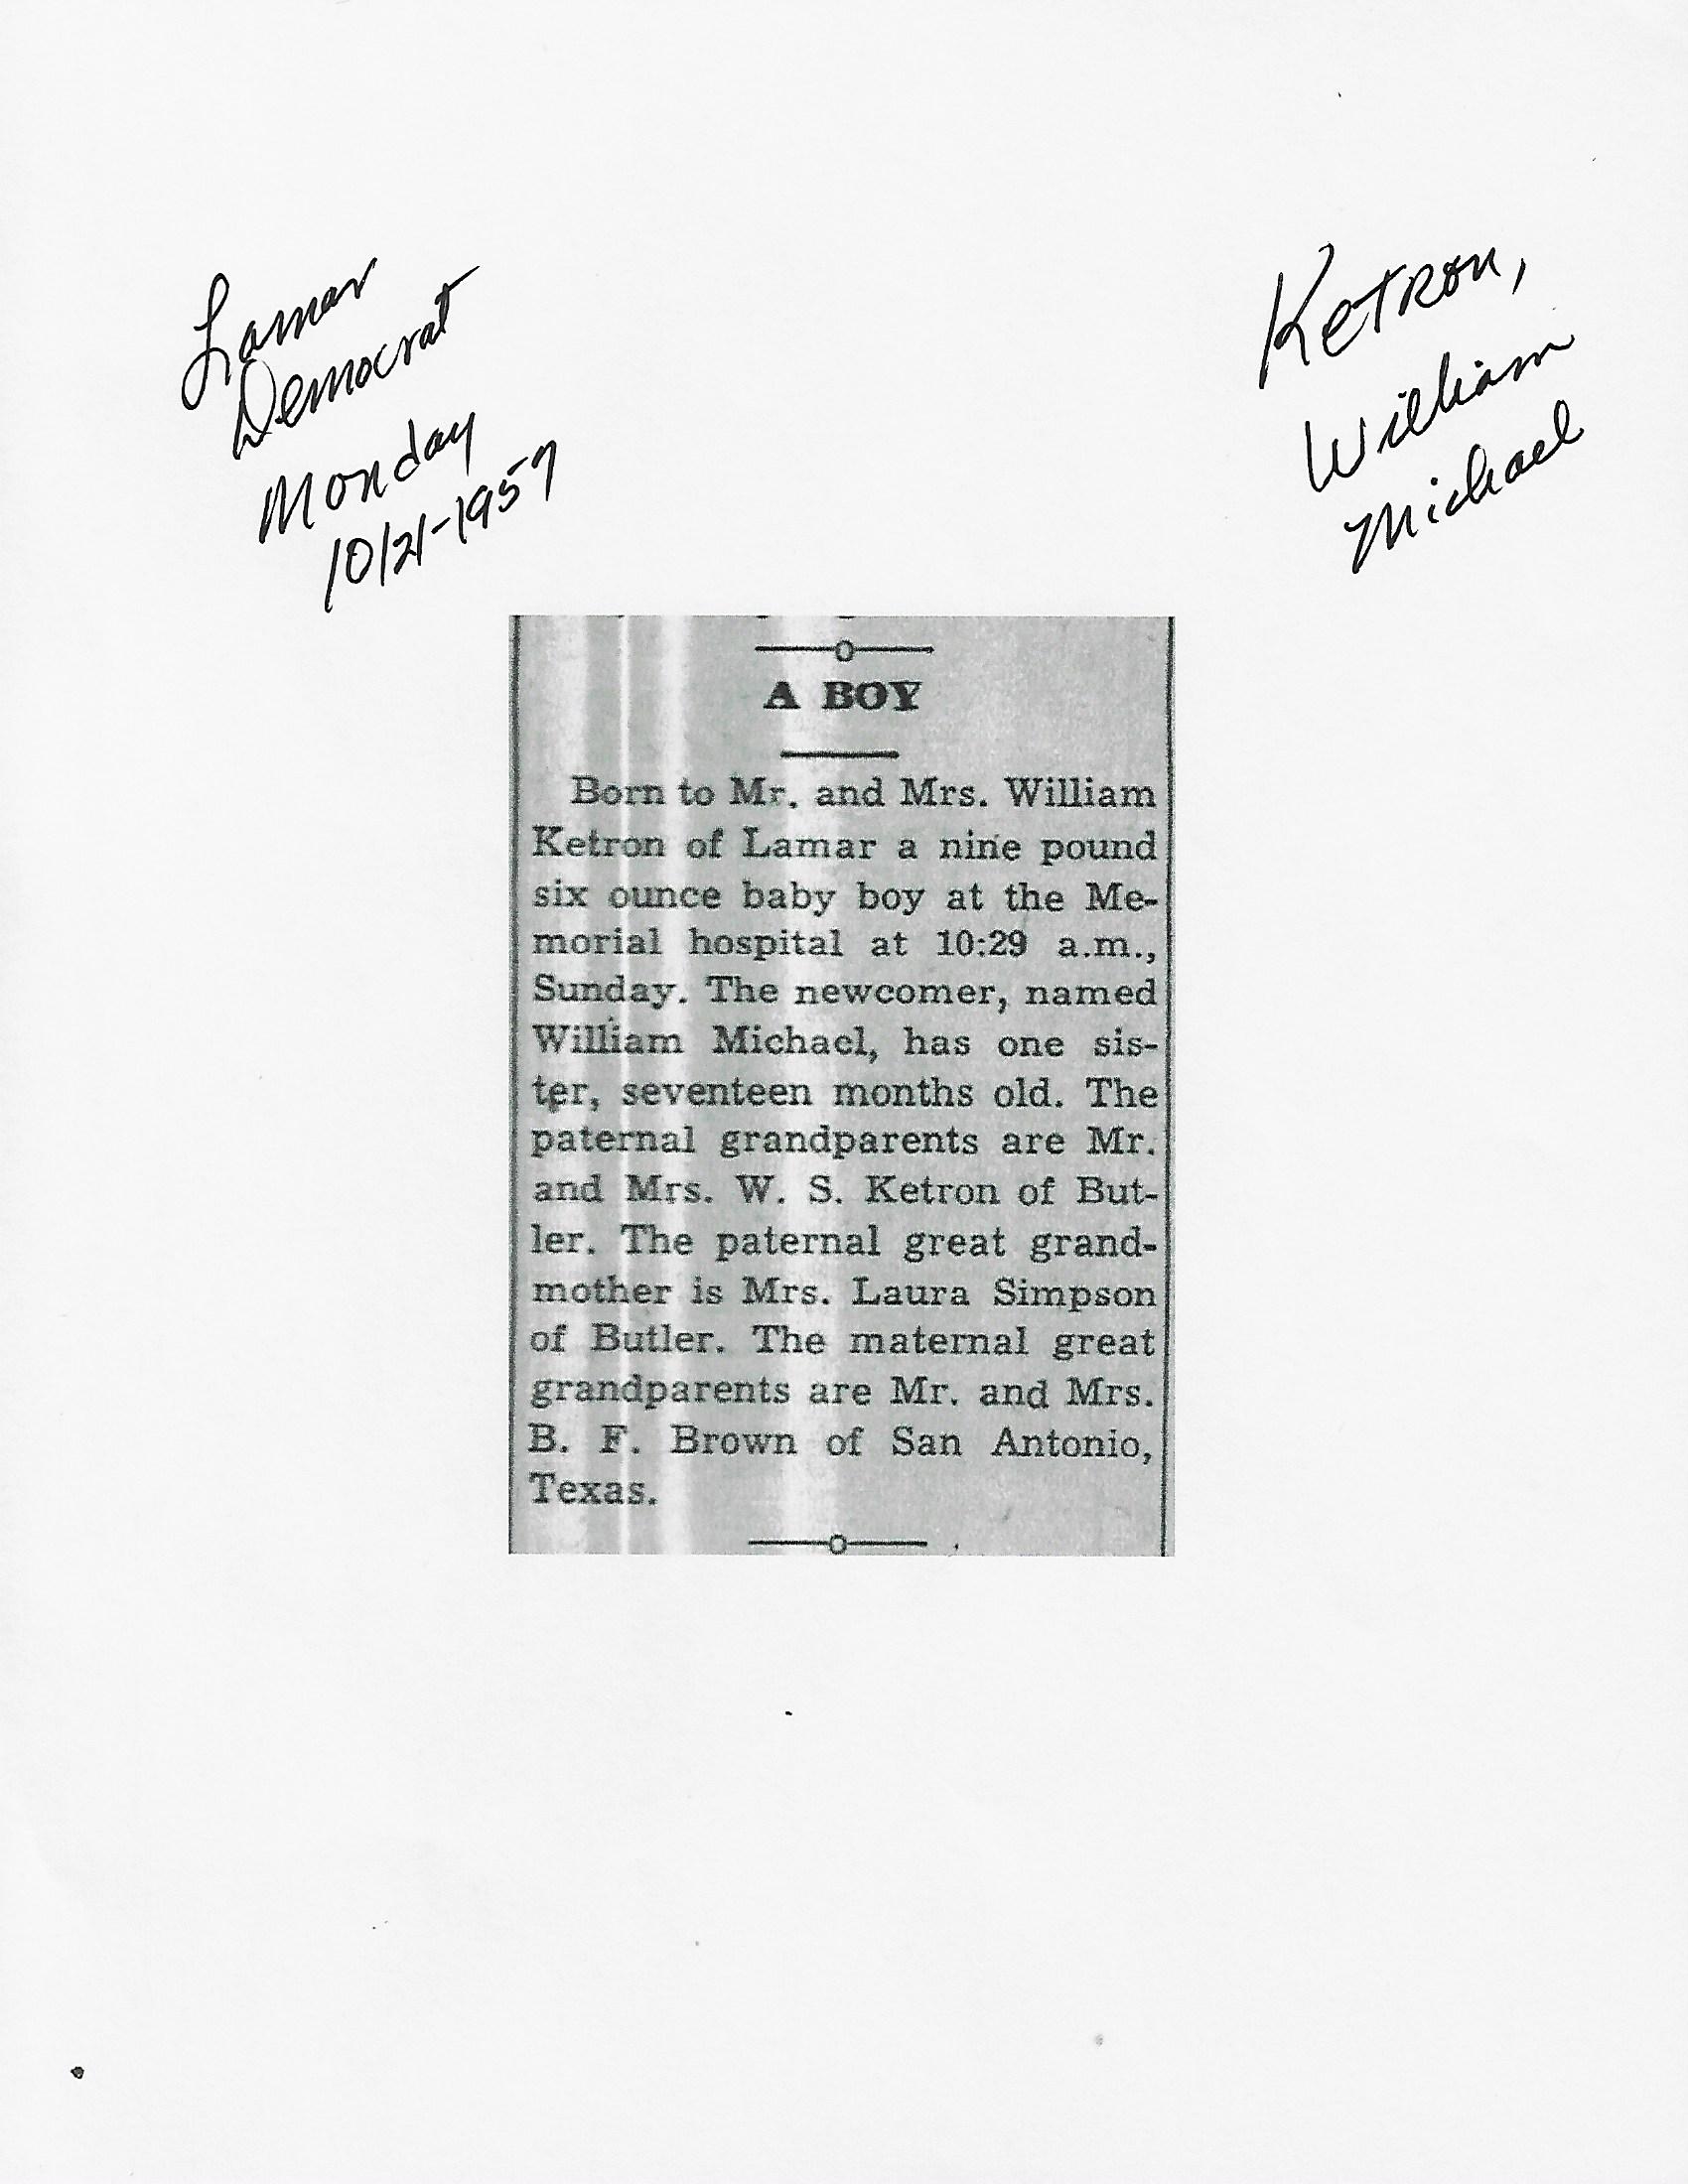 Lamar
Democrat
Monday
10/21-1957
Ketron,
William
Michael
A BOY
Born to Mr. and Mrs. William
Ketron of Lamar a nine pound
six ounce baby boy at the Me-
morial hospital at 10:29 a.m.,
Sunday. The newcomer, named
William Michael, has one sis-
ter, seventeen months old. The
paternal grandparents are Mr.
and Mrs. W. S. Ketron of But-
ler. The paternal great grand-
mother is Mrs. Laura Simpson
of Butler. The maternal great
grandparents are Mr. and Mrs.
B. F. Brown of San Antonio,
Texas.